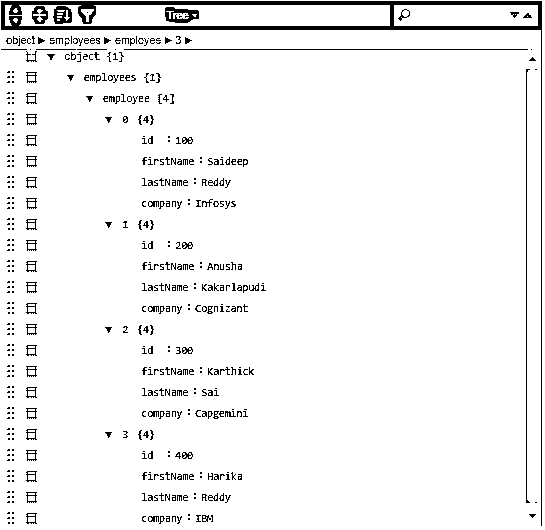 Tree
object ▶ employees ▶ employee ▶ 3 ▶
object {1}
employees {1}
employee [4]
0 {4}
id : 100
firstName : Saideep
lastName : Reddy
company : Infosys
1 {4}
id : 200
firstName : Anusha
lastName : Kakarlapudi
company : Cognizant
2 {4}
id : 300
firstName : Karthick
lastName : Sai
company : Capgemini
3 {4}
id : 400
firstName : Harika
lastName : Reddy
company : IBM